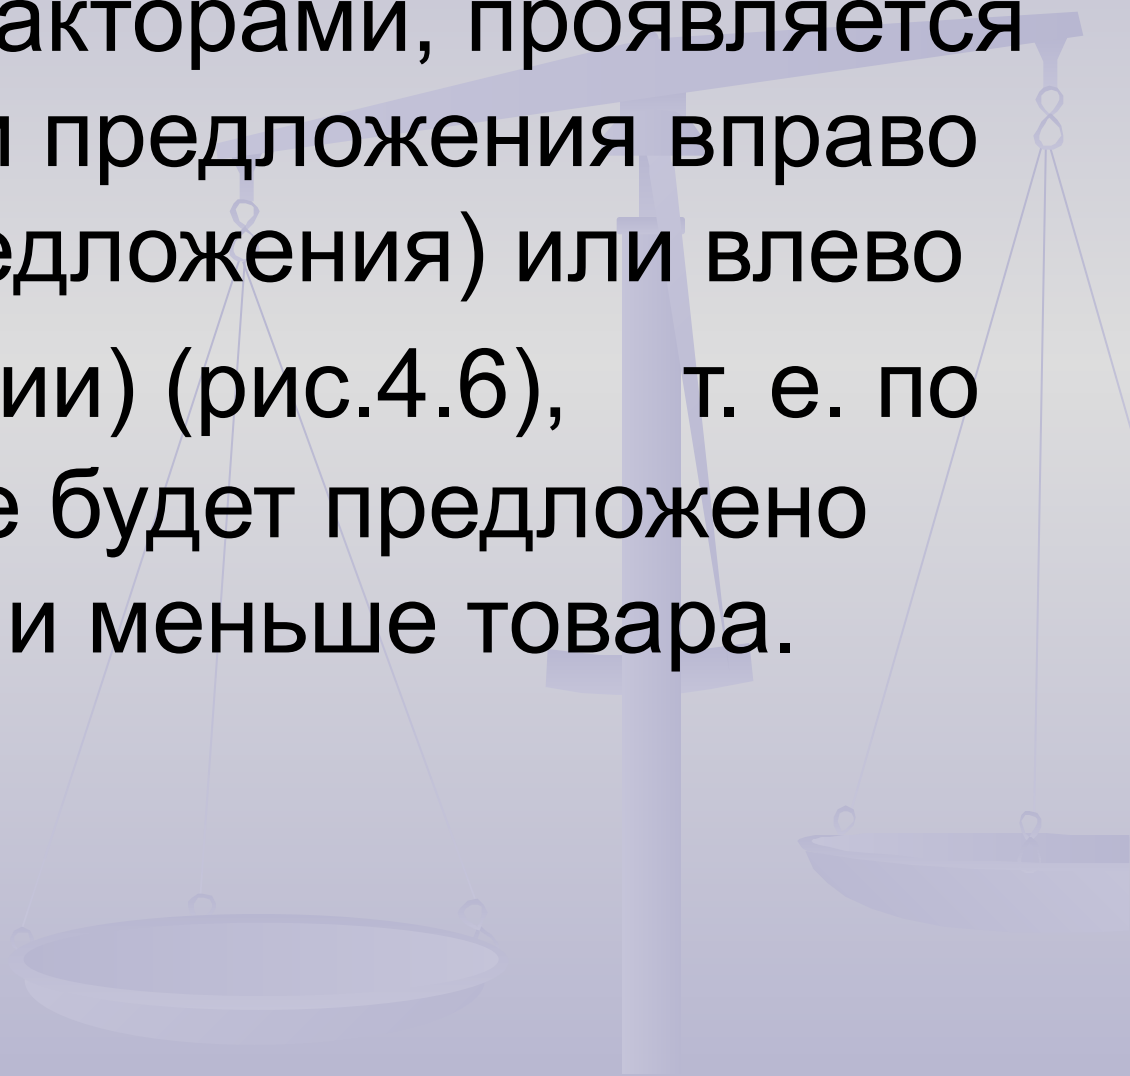 акторами, проявляется
предложения вправо
едложения) или влево
ии) (рис.4.6), т. е. по
е будет предложено
и меньше товара.